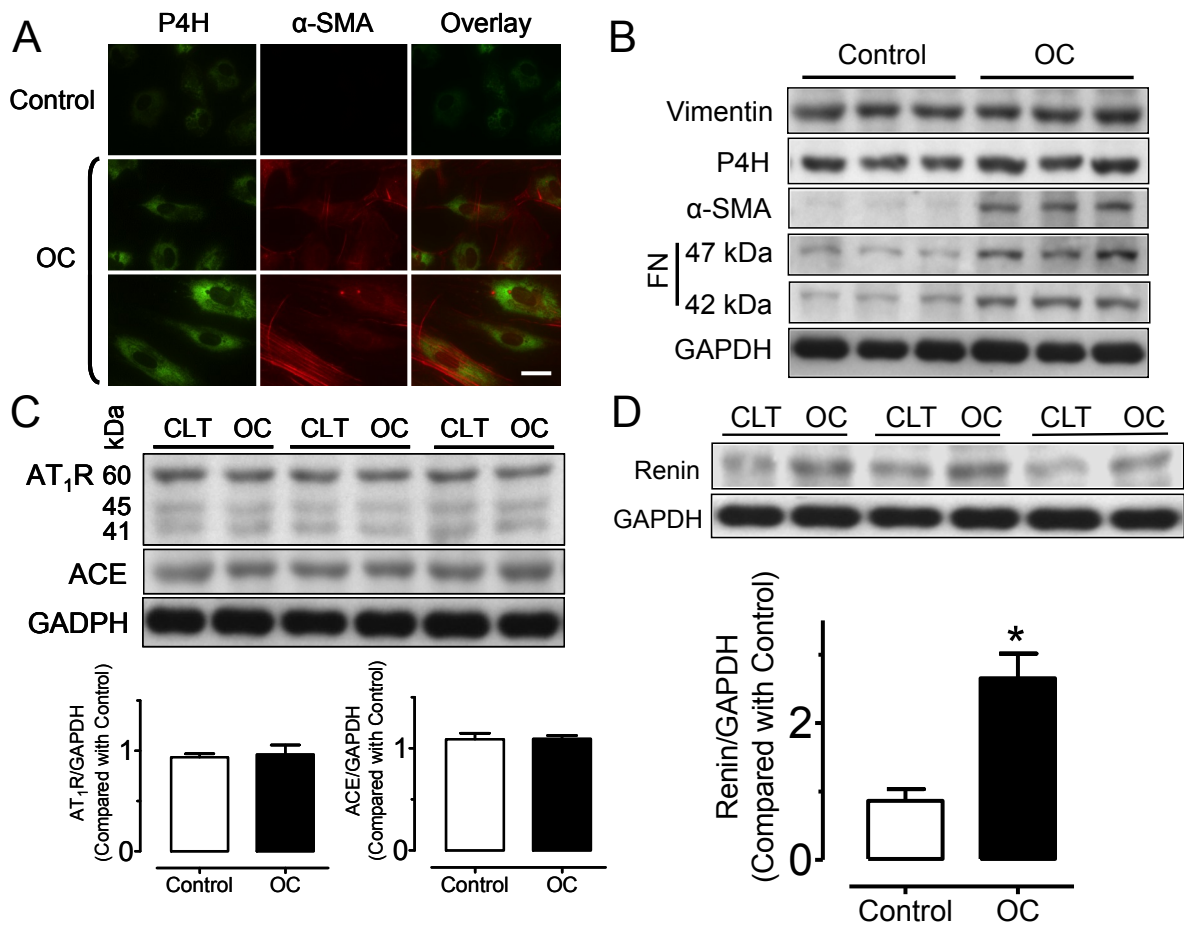 A
P4H α-SMA Overlay
Control
OC
B
Control OC
Vimentin
P4H
α-SMA
FN
47 kDa
42 kDa
GAPDH
C
kDa
CLT OC CLT OC CLT OC
AT₁R 60
45
41
ACE
GADPH
AT₁R/GAPDH
(Compared with Control)
1
0
Control OC
ACE/GAPDH
(Compared with Control)
1
0
Control OC
D
CLT OC CLT OC CLT OC
Renin
GAPDH
Renin/GAPDH
(Compared with Control)
2
0
*
Control OC